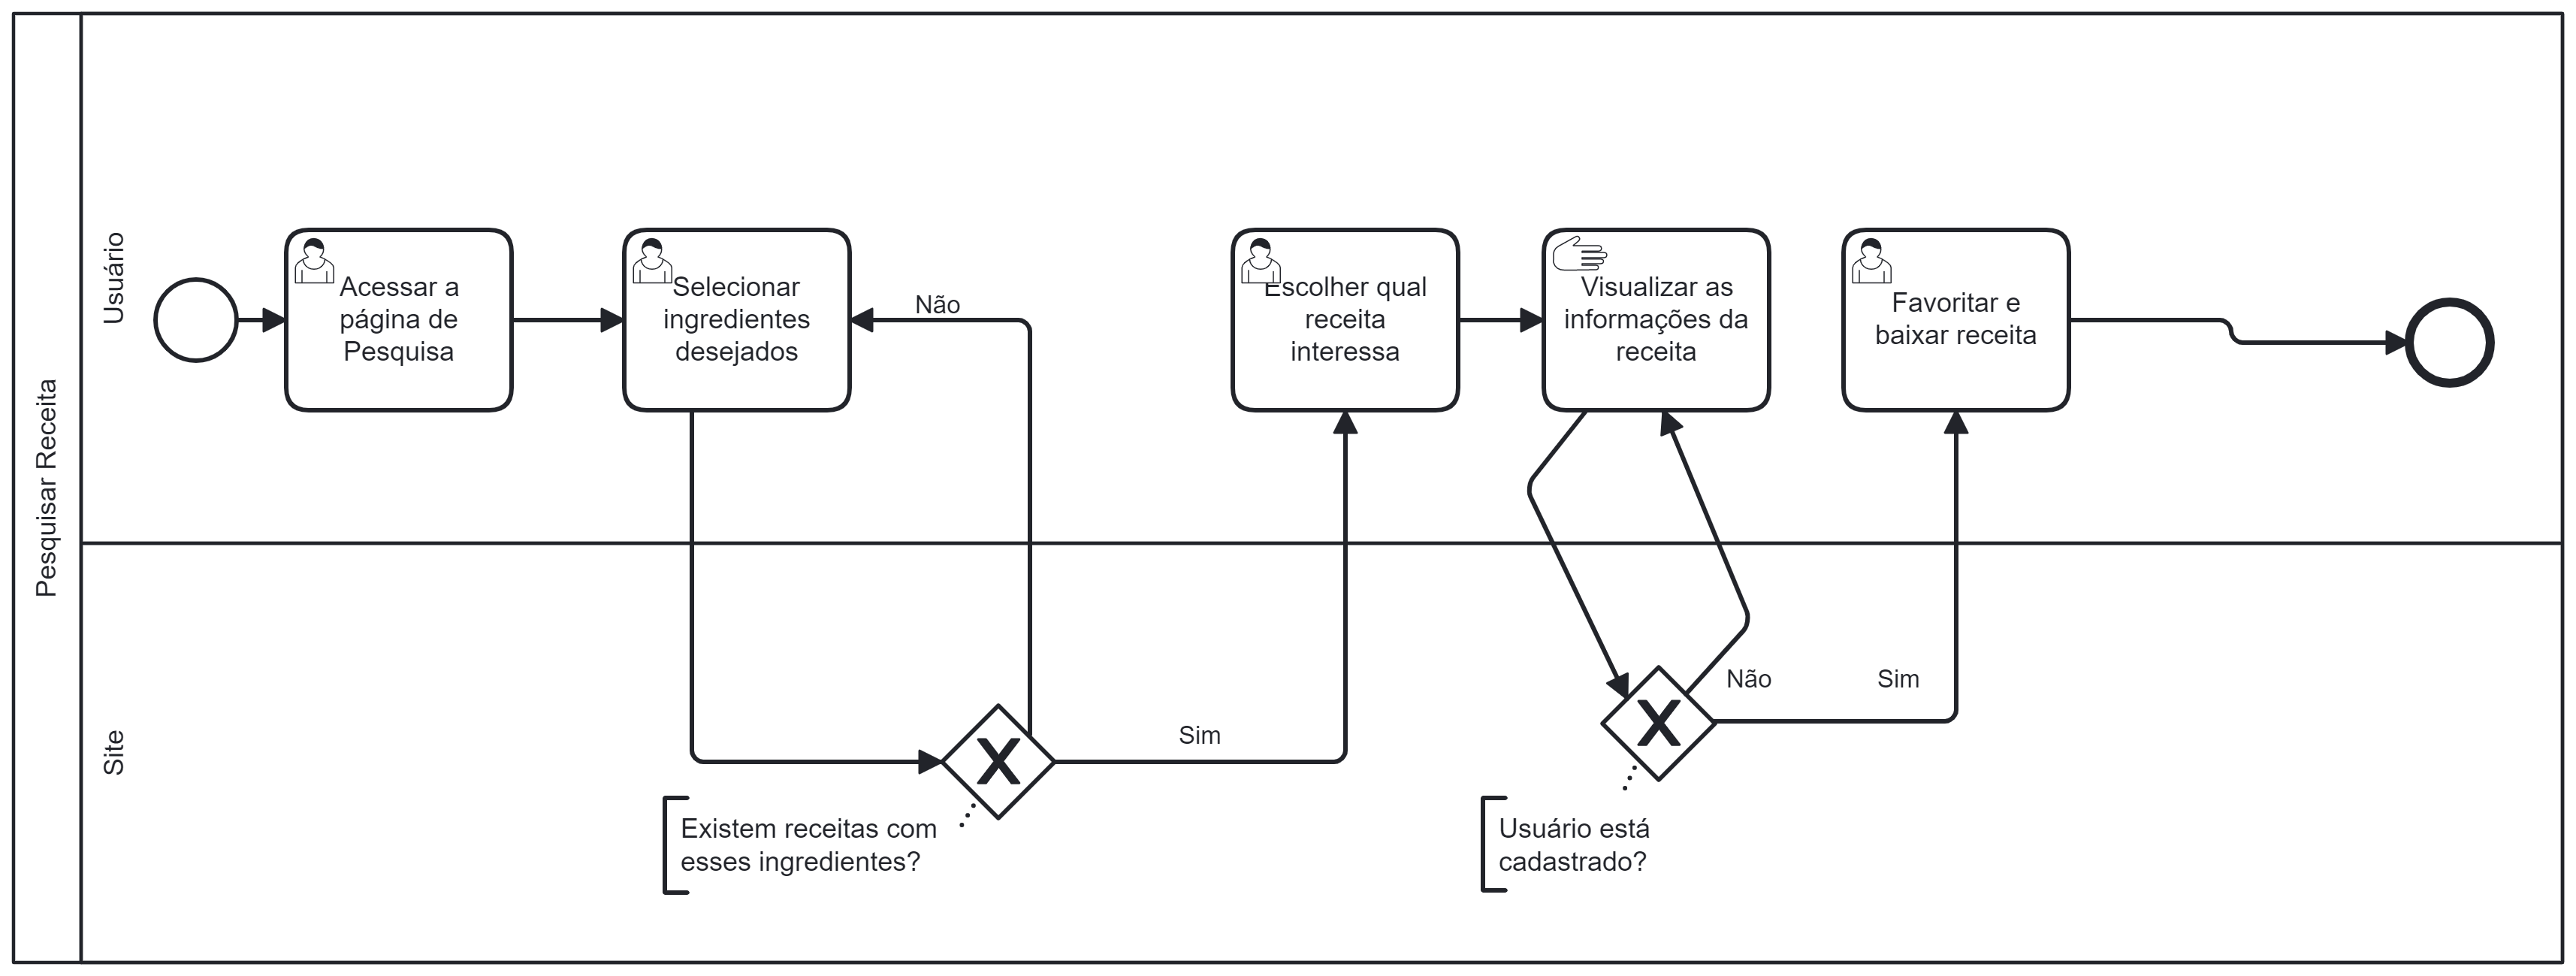 Pesquisar Receita
Usuário
Acessar a
página de
Pesquisa
Selecionar
ingredientes
desejados
Não
Escolher qual
receita
interessa
Visualizar as
informações da
receita
Favoritar e
baixar receita
Site
Existem receitas com
esses ingredientes?
Sim
Usuário está
cadastrado?
Não
Sim